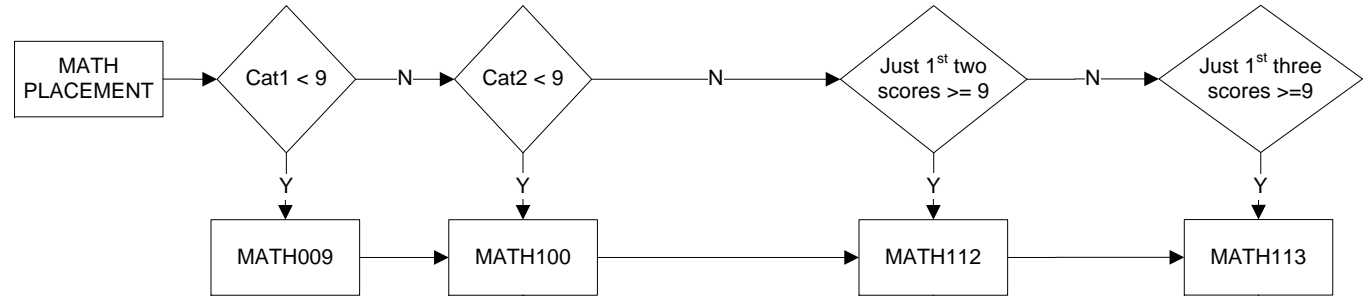 MATH
PLACEMENT
Cat1 < 9
N
Cat2 < 9
N
Just 1st two
scores >= 9
N
Just 1st three
scores >=9
Y
Y
Y
Y
MATH009
MATH100
MATH112
MATH113